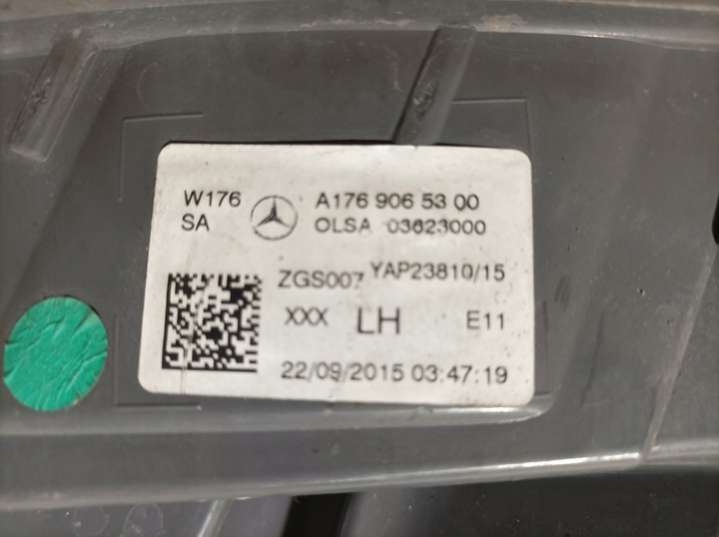 W176 A176 906 53 00
SA OLSA 03623000
ZGS007 YAP23810/15
XXX LH E11
22/09/2015 03:47:19